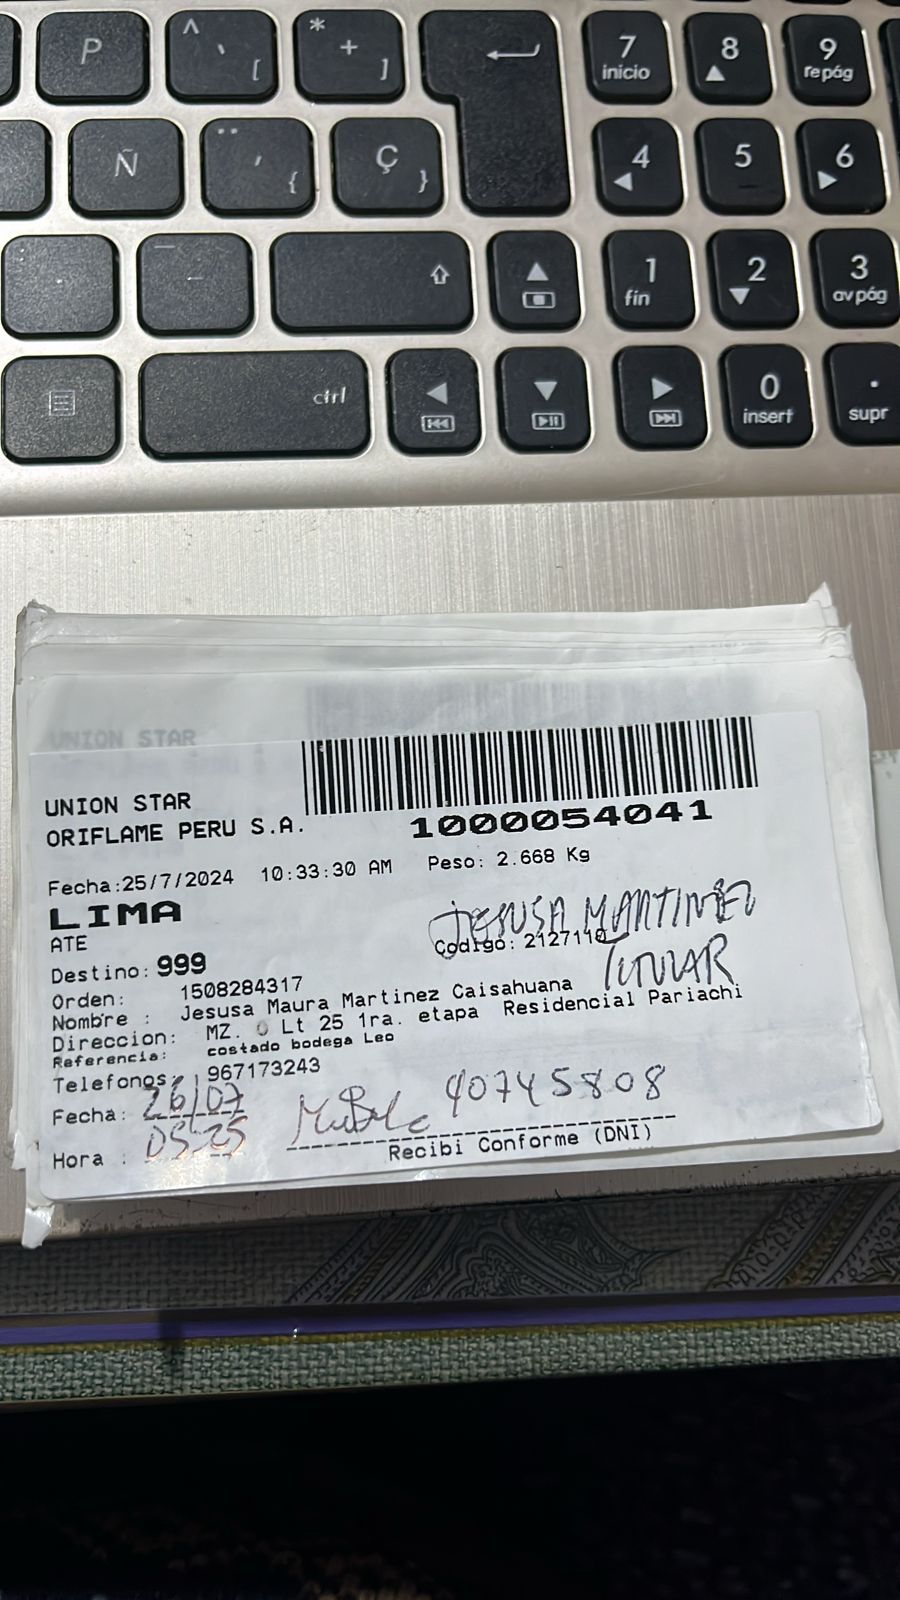 P
^ ` [
* + ]
7 inicio
8
9 repág
Ñ
¨ ´ {
Ç }
4
5
6
1 fin
2
3 av pág
ctrl
0 insert
. supr
UNION STAR
UNION STAR
ORIFLAME PERU S.A.
1000054041
Fecha:25/7/2024 10:33:30 AM Peso: 2.668 Kg
LIMA
JESUSA MARTINEZ
ATE
Codigo: 2127110
TITULAR
Destino: 999
Orden: 1508284317
Nombre : Jesusa Maura Martinez Caisahuana
Direccion: MZ. O Lt 25 1ra. etapa Residencial Pariachi
Referencia: costado bodega Leo
Telefonos: 967173243
Fecha: 26/07
40745808
Hora : 05:25
Recibi Conforme (DNI)